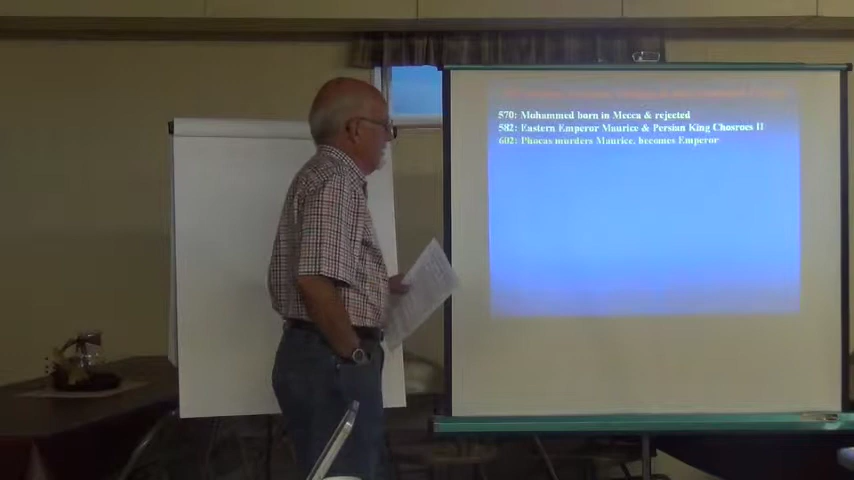 570: Muhammed born in Mecca & rejected
582: Eastern Emperor Maurice & Persian King Chosroes II
602: Phocas murders Maurice, becomes Emperor